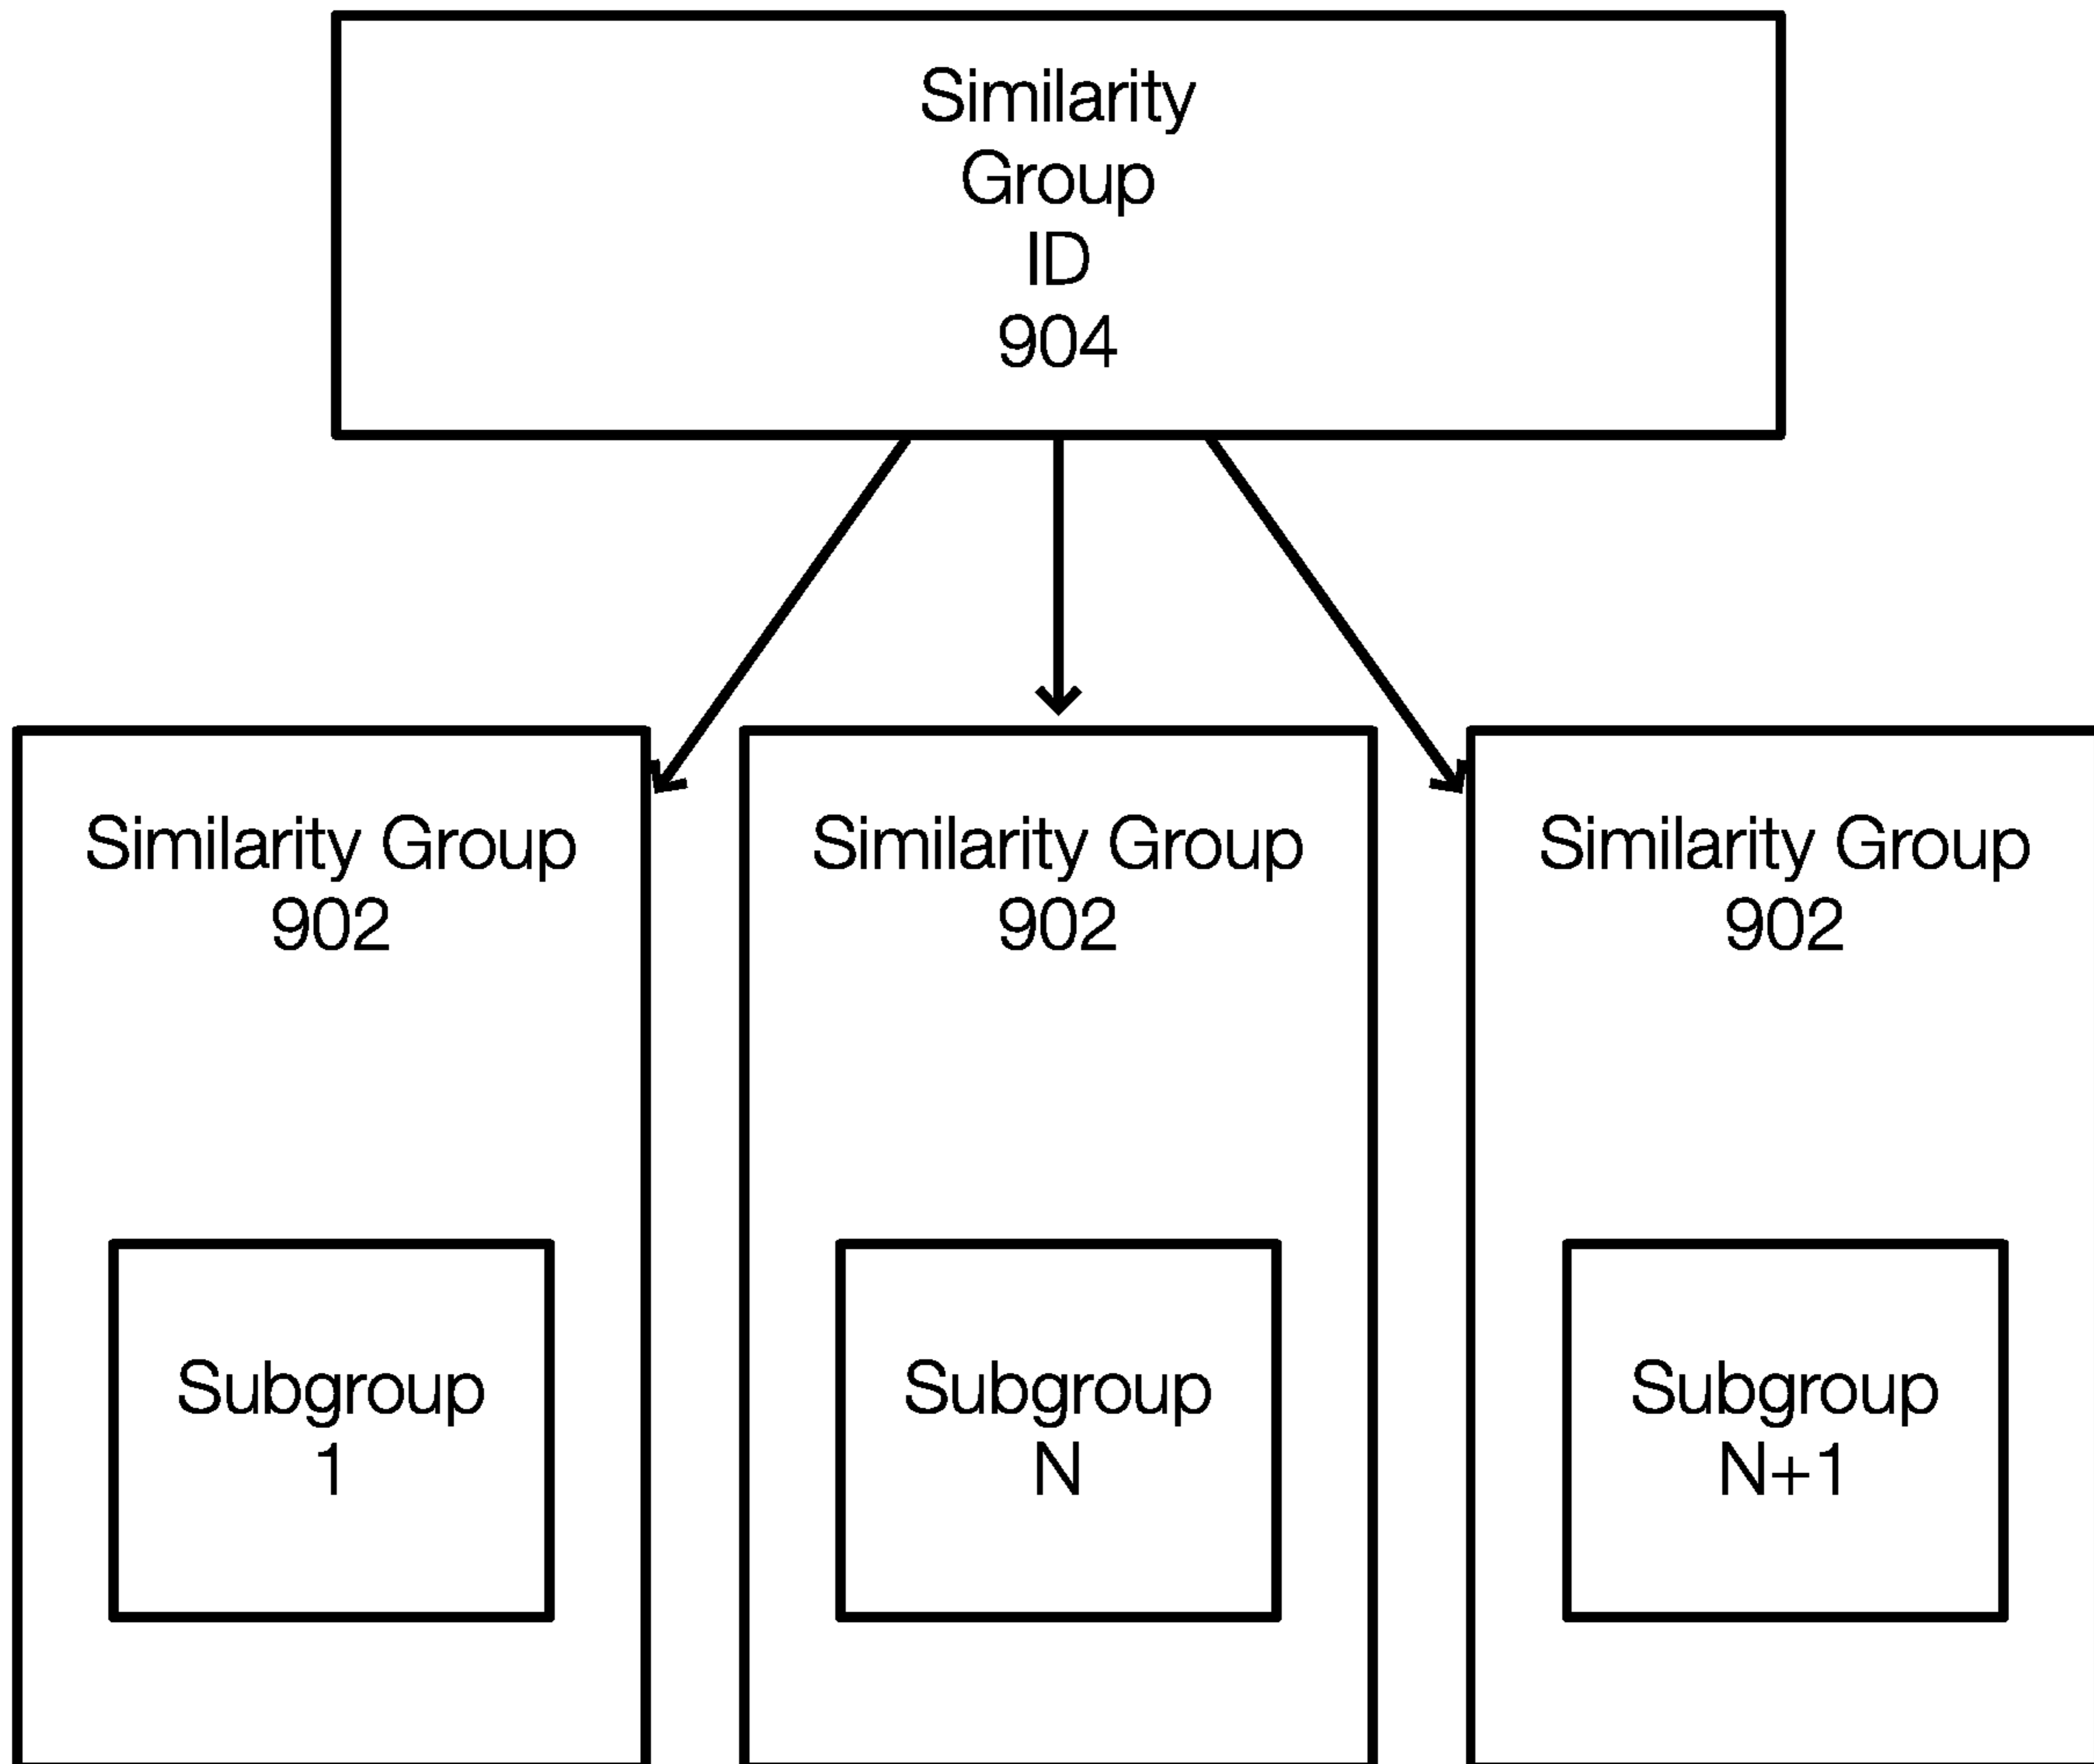 Similarity
Group
ID
904
Similarity Group
902
Similarity Group
902
Similarity Group
902
Subgroup
1
Subgroup
N
Subgroup
N+1